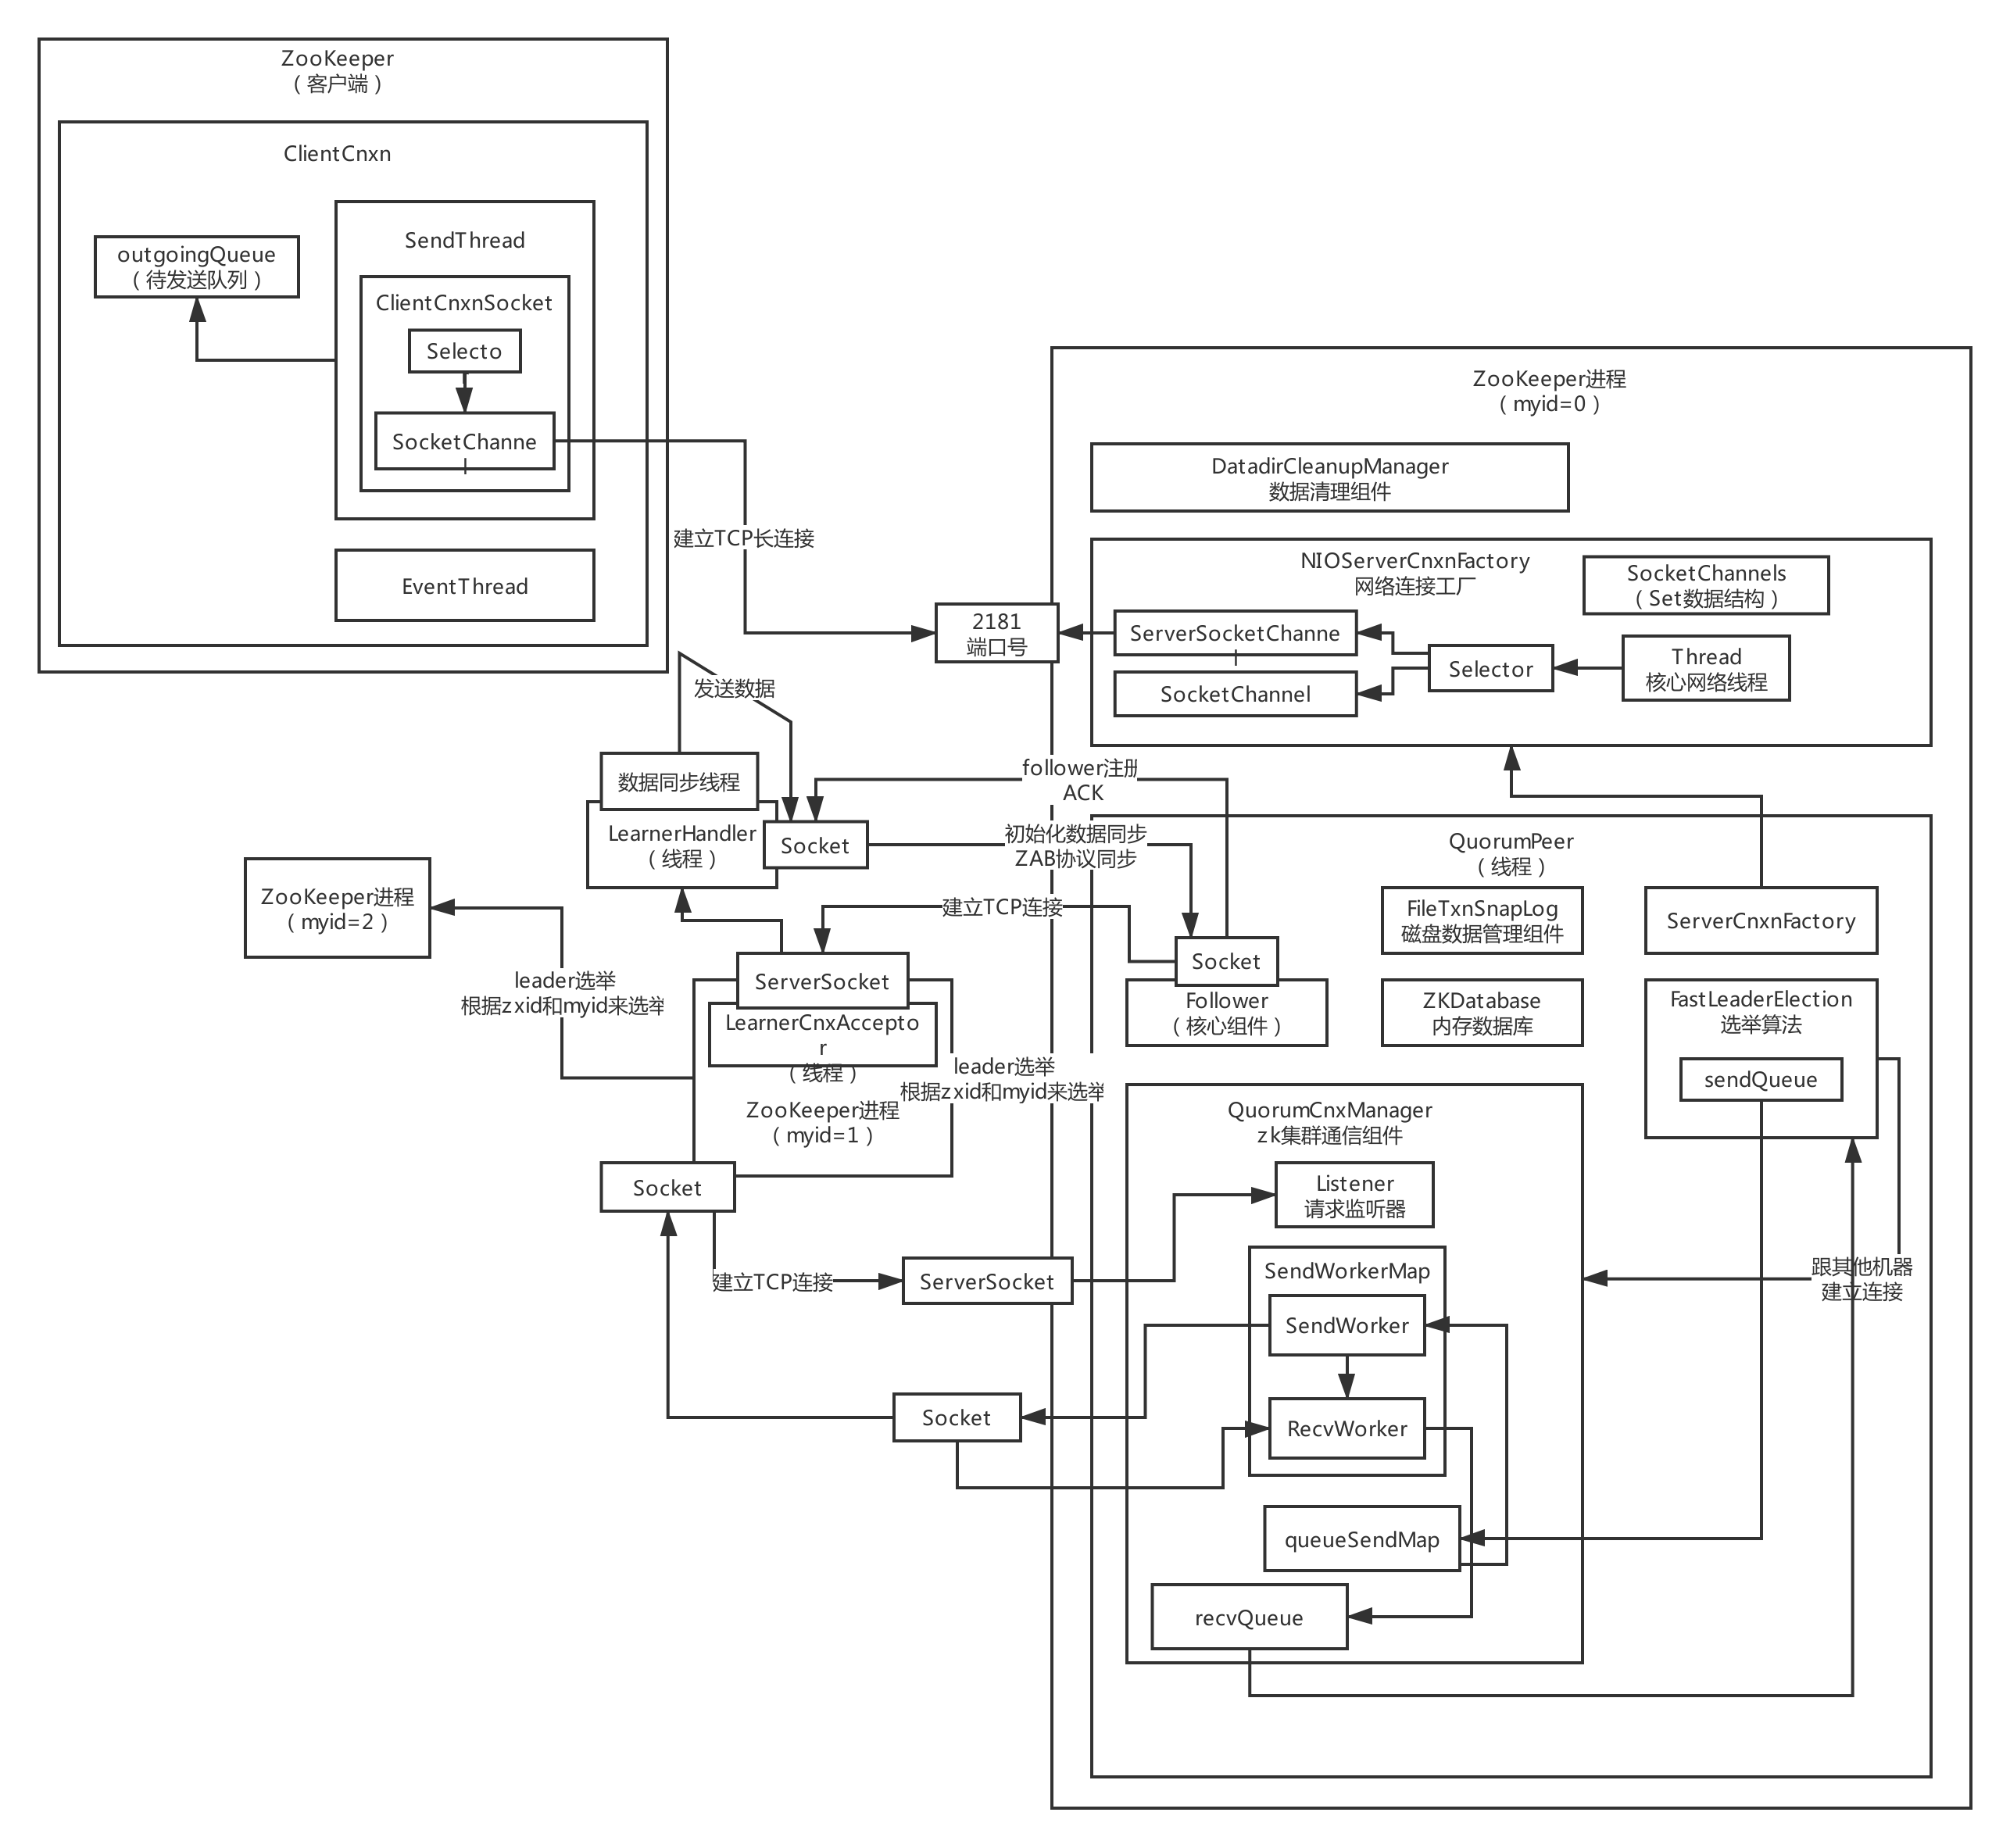 ZooKeeper
（客户端）
ClientCnxn
outgoingQueue
（待发送队列）
SendThread
ClientCnxnSocket
Selecto
SocketChanne
l
EventThread
建立TCP长连接
2181
端口号
ZooKeeper进程
（myid=0）
DatadirCleanupManager
数据清理组件
NIOServerCnxnFactory
网络连接工厂
SocketChannels
（Set数据结构）
ServerSocketChanne
l
SocketChannel
Selector
Thread
核心网络线程
发送数据
数据同步线程
LearnerHandler
（线程）
Socket
follower注册
ACK
初始化数据同步
ZAB协议同步
建立TCP连接
ZooKeeper进程
（myid=2）
leader选举
根据zxid和myid来选举
ServerSocket
LearnerCnxAccepto
r
（线程）
leader选举
根据zxid和myid来选举
ZooKeeper进程
（myid=1）
Socket
建立TCP连接
ServerSocket
Socket
QuorumPeer
（线程）
FileTxnSnapLog
磁盘数据管理组件
ServerCnxnFactory
Socket
Follower
（核心组件）
ZKDatabase
内存数据库
FastLeaderElection
选举算法
sendQueue
QuorumCnxManager
zk集群通信组件
Listener
请求监听器
SendWorkerMap
SendWorker
RecvWorker
跟其他机器
建立连接
queueSendMap
recvQueue